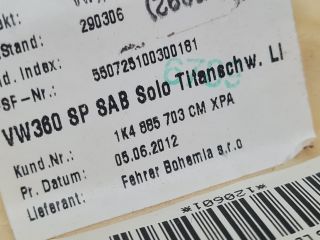 Stand: 290306
d. Index:
SF-Nr.: 550725100300181
VW360 SP SAB Solo Titanschw. LI
Kund.Nr.: 1K4 885 703 CM XPA
Pr. Datum: 05.06.2012
Lieferant: Fehrer Bohemia s.r.o
*120601*